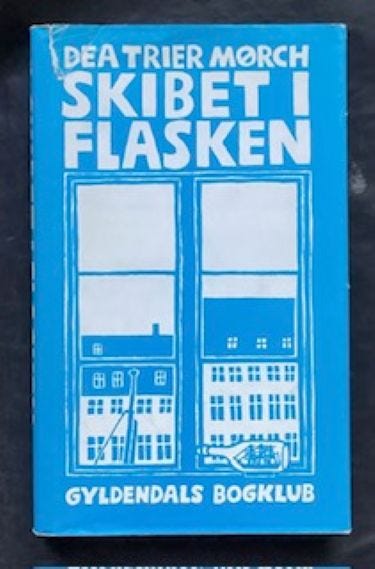 DEA TRIER MØRCH
SKIBET I
FLASKEN
GYLDENDALS BOGKLUB